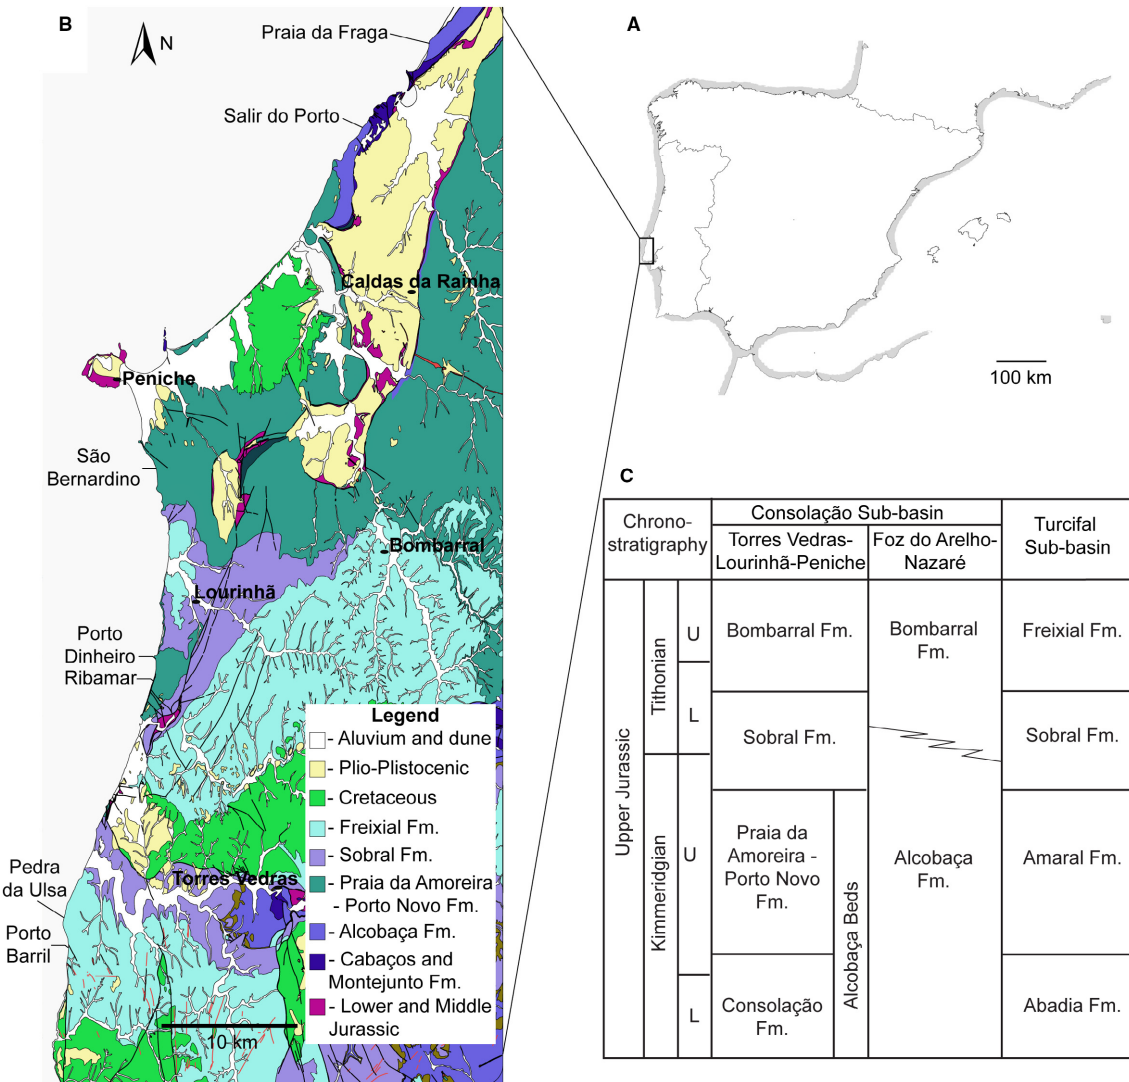 B
N
Praia da Fraga
Salir do Porto
Caldas da Rainha
Peniche
São
Bernardino
Bombarral
Lourinhã
Porto
Dinheiro
Ribamar
Torres Vedras
Pedra
da Ulsa
Porto
Barril
10 km
Legend
- Aluvium and dune
- Plio-Plistocenic
- Cretaceous
- Freixial Fm.
- Sobral Fm.
- Praia da Amoreira
- Porto Novo Fm.
- Alcobaça Fm.
- Cabaços and
Montejunto Fm.
- Lower and Middle
Jurassic
A
100 km
C
Chrono-
stratigraphy
Consolação Sub-basin
Torres Vedras-
Lourinhã-Peniche
Foz do Arelho-
Nazaré
Turcifal
Sub-basin
Upper Jurassic
Tithonian
U
L
Kimmeridgian
U
L
Bombarral Fm.
Sobral Fm.
Praia da
Amoreira -
Porto Novo
Fm.
Consolação
Fm.
Alcobaça Beds
Bombarral
Fm.
Alcobaça
Fm.
Freixial Fm.
Sobral Fm.
Amaral Fm.
Abadia Fm.